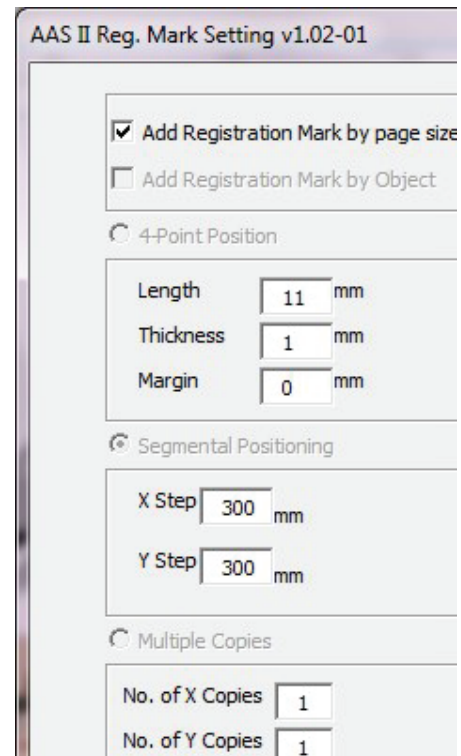 AAS II Reg. Mark Setting v1.02-01
Add Registration Mark by page size
Add Registration Mark by Object
4-Point Position
Length 11 mm
Thickness 1 mm
Margin 0 mm
Segmental Positioning
X Step 300 mm
Y Step 300 mm
Multiple Copies
No. of X Copies 1
No. of Y Copies 1